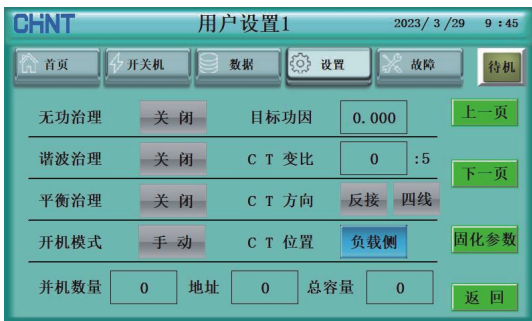 CHNT 用户设置1 2023/ 3 /29 9 :45
首页 开关机 数据 设置 故障 待机
无功治理 关 闭 目标功因 0.000 上一页
谐波治理 关 闭 C T 变比 0 :5 下一页
平衡治理 关 闭 C T 方向 反接 四线
开机模式 手 动 C T 位置 负载侧 固化参数
并机数量 0 地址 0 总容量 0 返 回